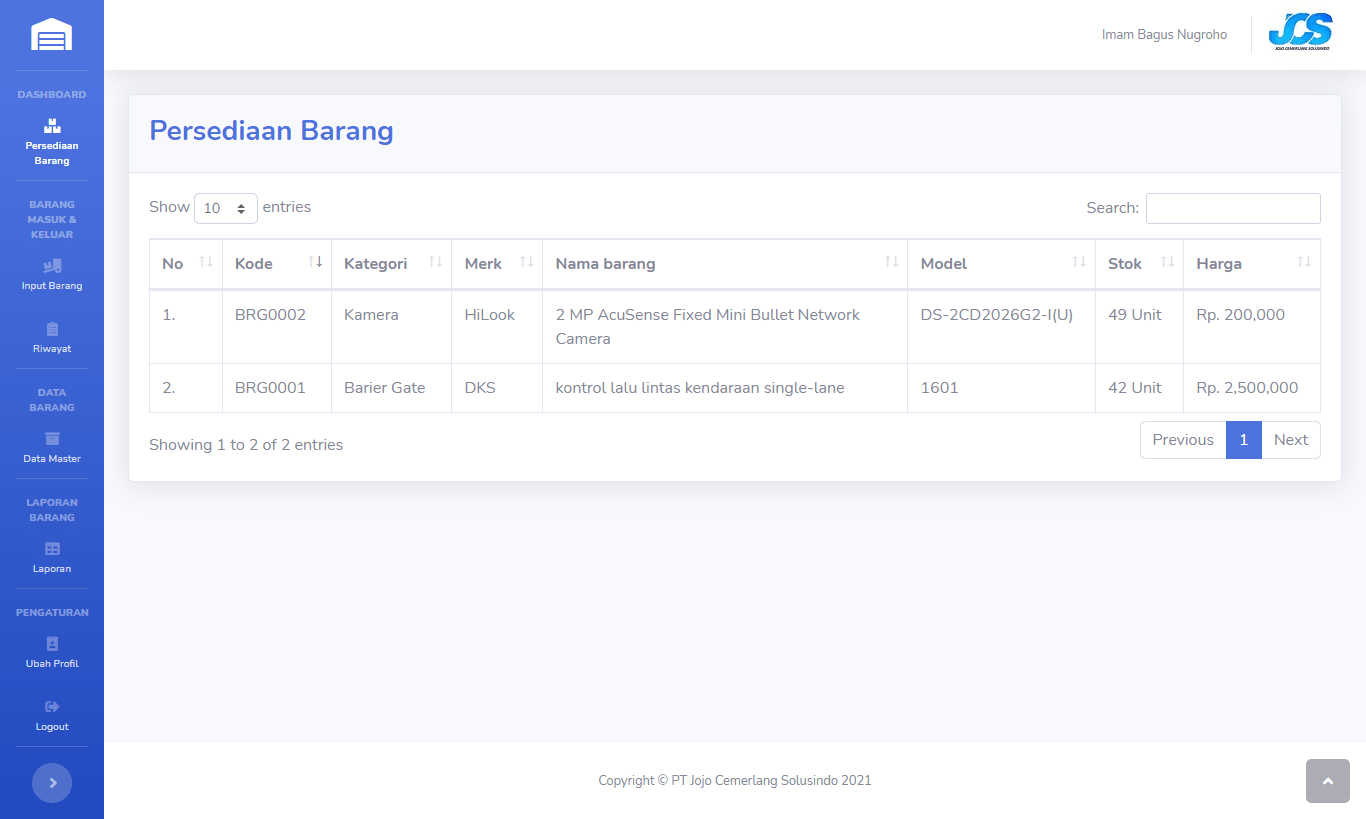 Imam Bagus Nugroho
JCS
JOJO CEMERLANG SOLUSINDO
DASHBOARD
Persediaan
Barang
BARANG
MASUK &
KELUAR
Input Barang
Riwayat
DATA
BARANG
Data Master
LAPORAN
BARANG
Laporan
PENGATURAN
Ubah Profil
Logout
Persediaan Barang
Show 10 entries
Search:
No Kode Kategori Merk Nama barang Model Stok Harga
1. BRG0002 Kamera HiLook 2 MP AcuSense Fixed Mini Bullet Network DS-2CD2026G2-I(U) 49 Unit Rp. 200,000
Camera
2. BRG0001 Barier Gate DKS kontrol lalu lintas kendaraan single-lane 1601 42 Unit Rp. 2,500,000
Showing 1 to 2 of 2 entries
Previous 1 Next
Copyright © PT Jojo Cemerlang Solusindo 2021